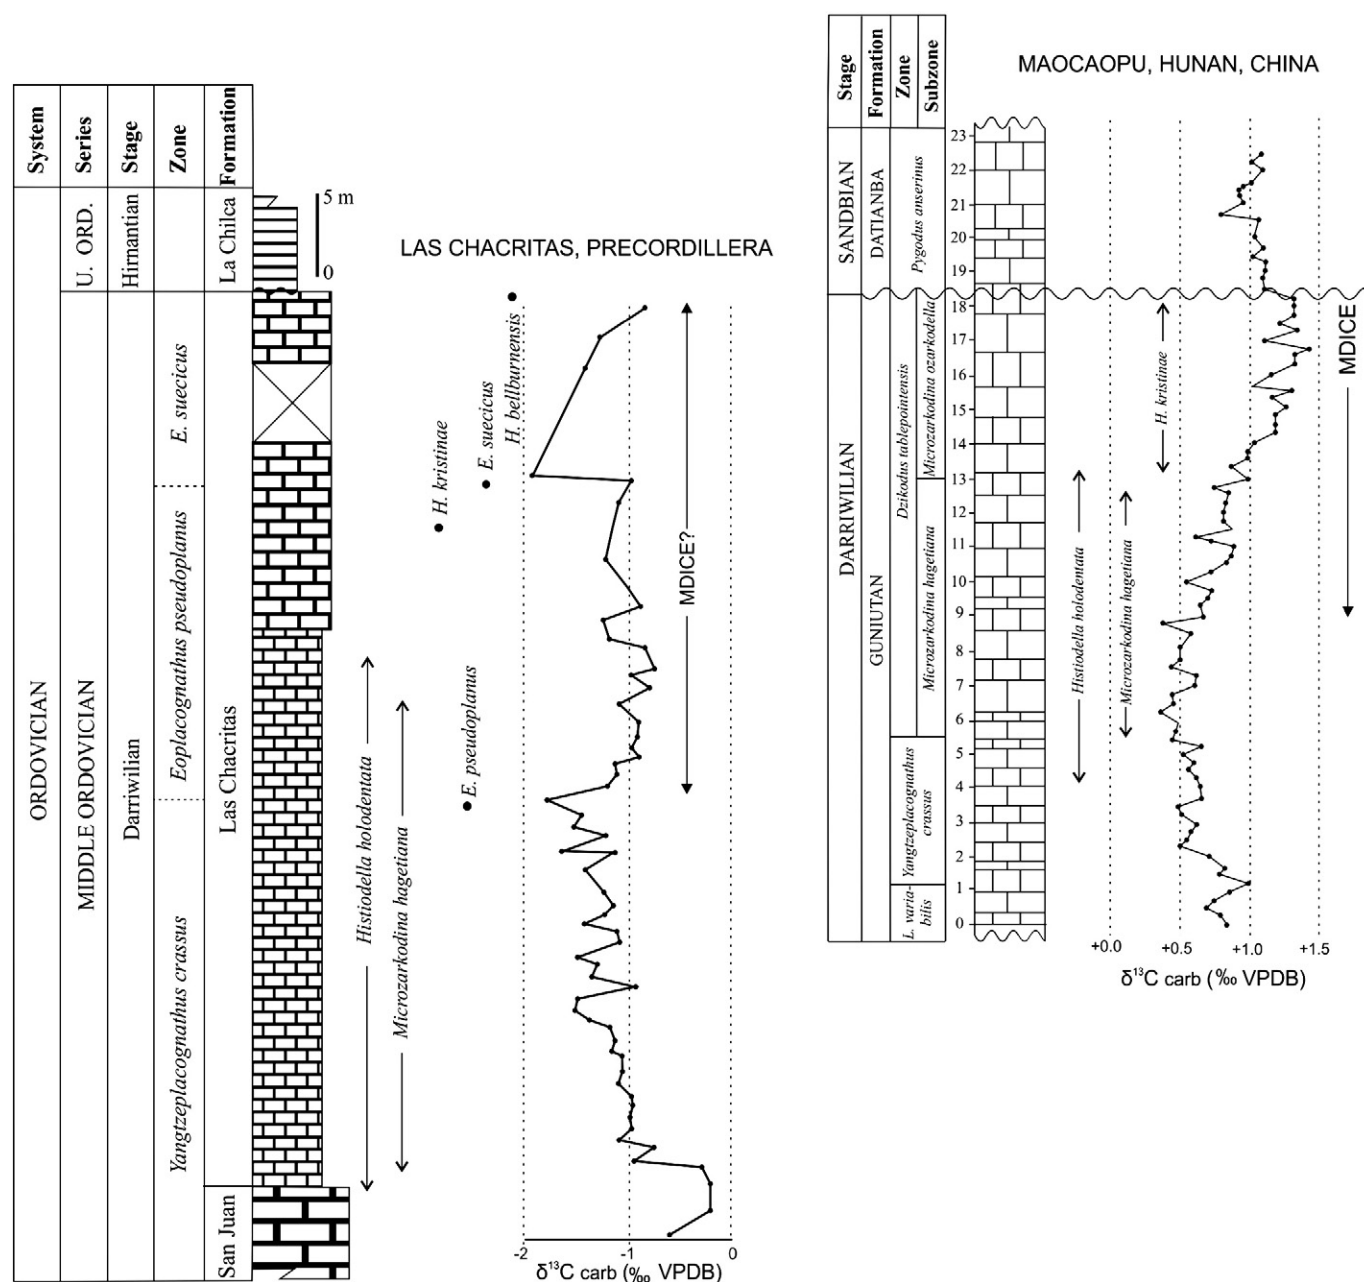 System
Series
Stage
Zone
Formation
ORDOVICIAN
U. ORD.
MIDDLE ORDOVICIAN
Hirnantian
Darriwilian
E. suecicus
Eoplacognathus pseudoplanus
Yangtzeplacognathus crassus
La Chilca
Las Chacritas
San Juan
5 m
0
LAS CHACRITAS, PRECORDILLERA
Histiodella holodentata
Microzarkodina hagetiana
H. kristinae
E. pseudoplanus
E. suecicus
H. bellburnensis
MDICE?
-2
-1
0
δ¹³C carb (‰ VPDB)
MAOCAOPU, HUNAN, CHINA
Stage
Formation
Zone
Subzone
SANDBIAN
DARRIWILIAN
DATIANBA
GUNIUTAN
Pygodus anserinus
Dzikodus tablepointensis
Yangtzeplacognathus
crassus
L. varia-
bilis
Microzarkodina ozarkodella
Microzarkodina hagetiana
23
22
21
20
19
18
17
16
15
14
13
12
11
10
9
8
7
6
5
4
3
2
1
0
Histiodella holodentata
Microzarkodina hagetiana
H. kristinae
MDICE
+0.0
+0.5
+1.0
+1.5
δ¹³C carb (‰ VPDB)